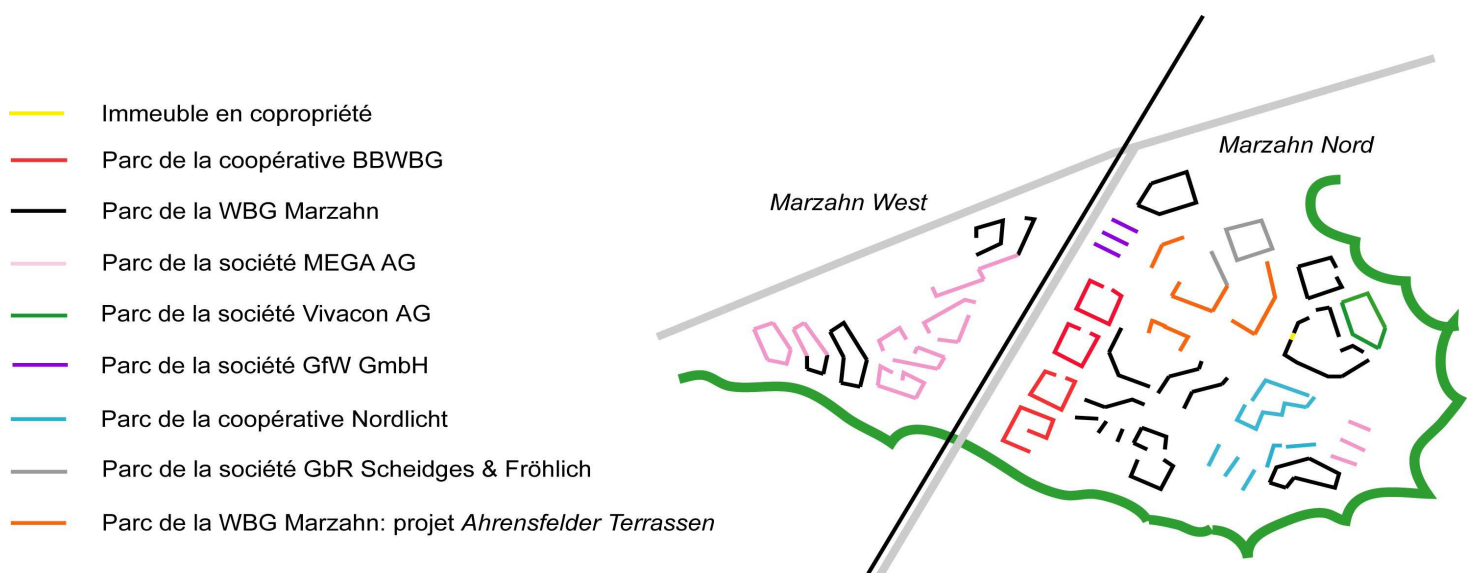 Immeuble en copropriété
Parc de la coopérative BBWBG
Parc de la WBG Marzahn
Parc de la société MEGA AG
Parc de la société Vivacon AG
Parc de la société GfW GmbH
Parc de la coopérative Nordlicht
Parc de la société GbR Scheidges & Fröhlich
Parc de la WBG Marzahn: projet Ahrensfelder Terrassen
Marzahn West
Marzahn Nord